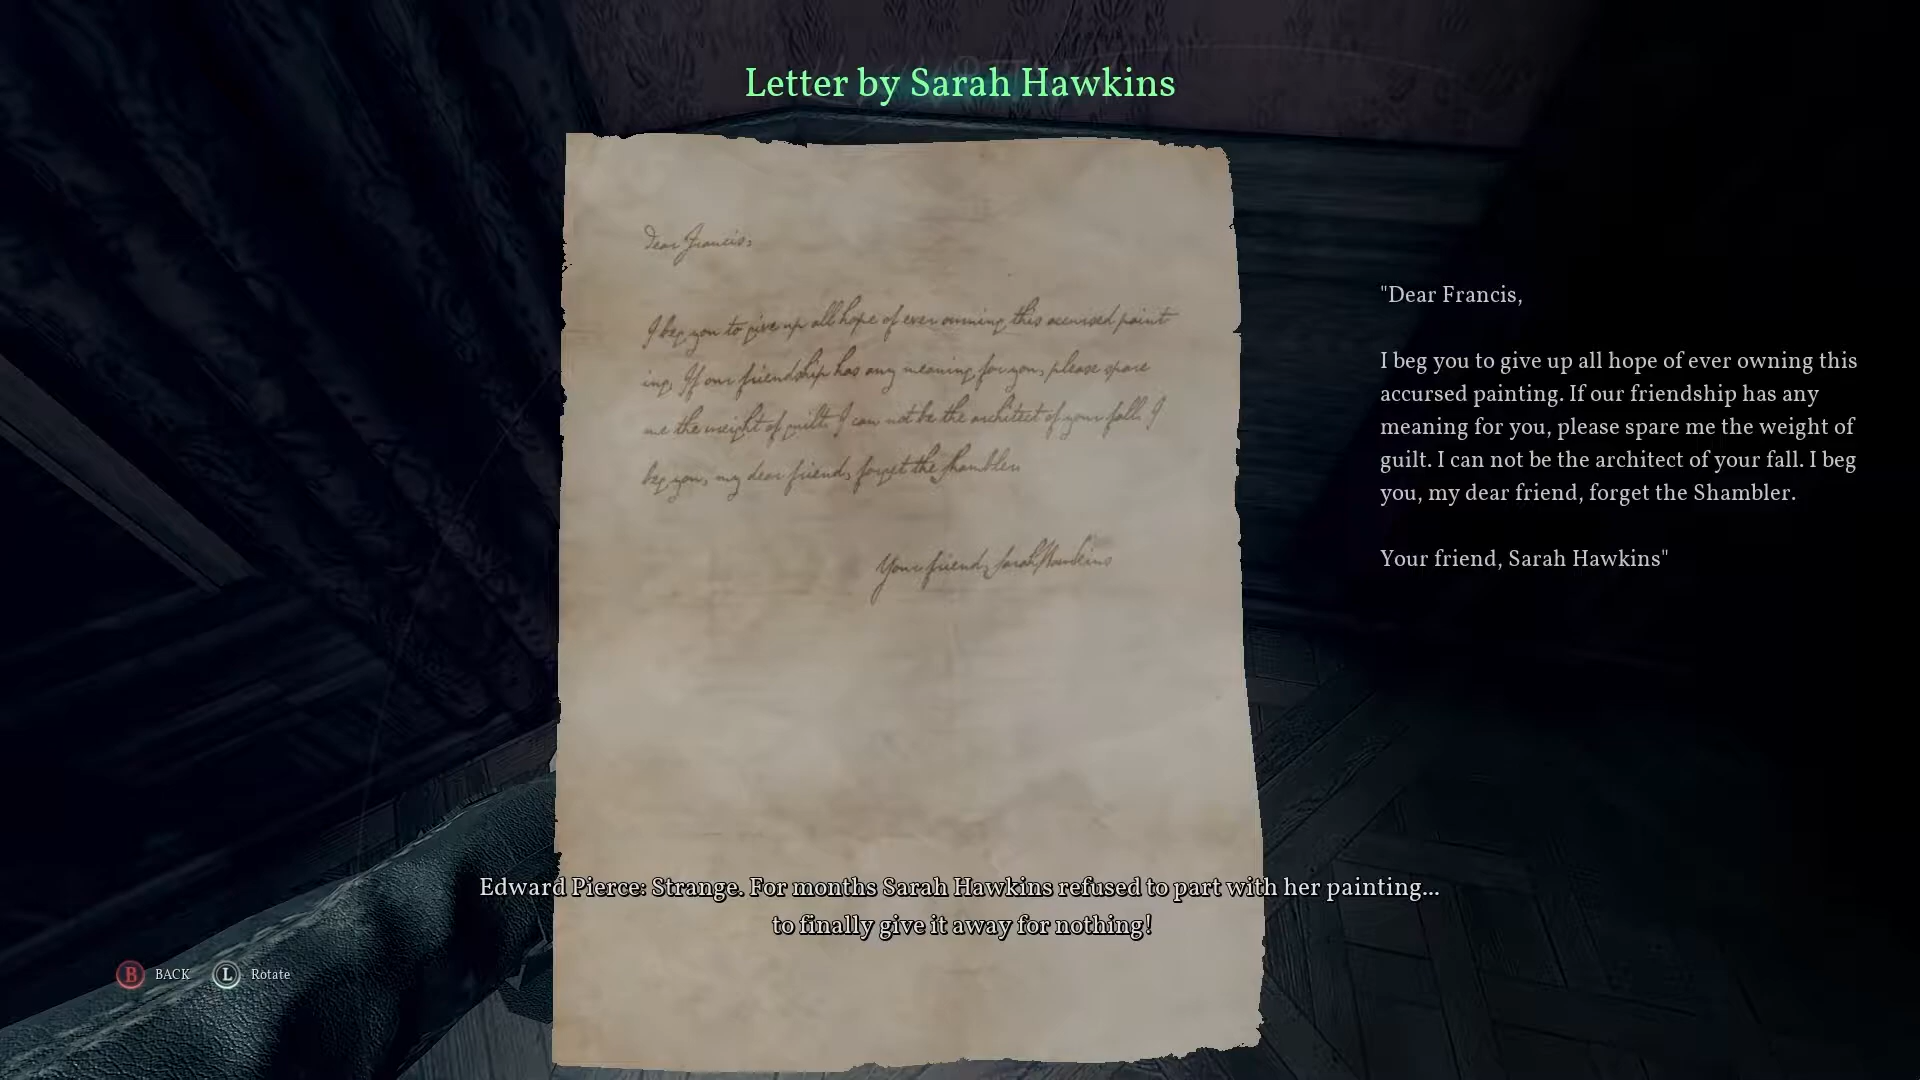 Letter by Sarah Hawkins
Dear Francis,
I beg you to give up all hope of ever owning this accursed paint
ing. If our friendship has any meaning for you, please spare
me the weight of guilt. I can not be the architect of your fall. I
beg you, my dear friend, forget the Shambler.
Your friend, Sarah Hawkins
"Dear Francis,
I beg you to give up all hope of ever owning this
accursed painting. If our friendship has any
meaning for you, please spare me the weight of
guilt. I can not be the architect of your fall. I beg
you, my dear friend, forget the Shambler.
Your friend, Sarah Hawkins"
Edward Pierce: Strange. For months Sarah Hawkins refused to part with her painting...
to finally give it away for nothing!
B BACK L Rotate